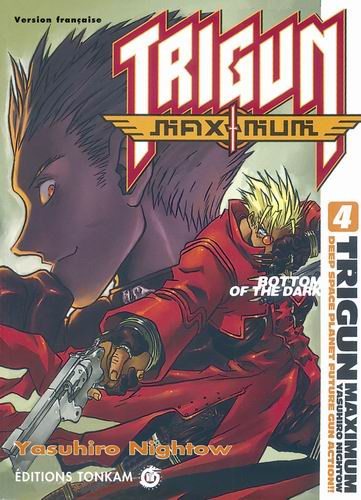 Version française
TRIGUN
MAXIMUM
4
TRIGUN MAXIMUM
YASUHIRO NIGHTOW
DEEP SPACE PLANET FUTURE GUN ACTION!!
BOTTOM
OF THE DARK
Yasuhiro Nightow
ÉDITIONS TONKAM